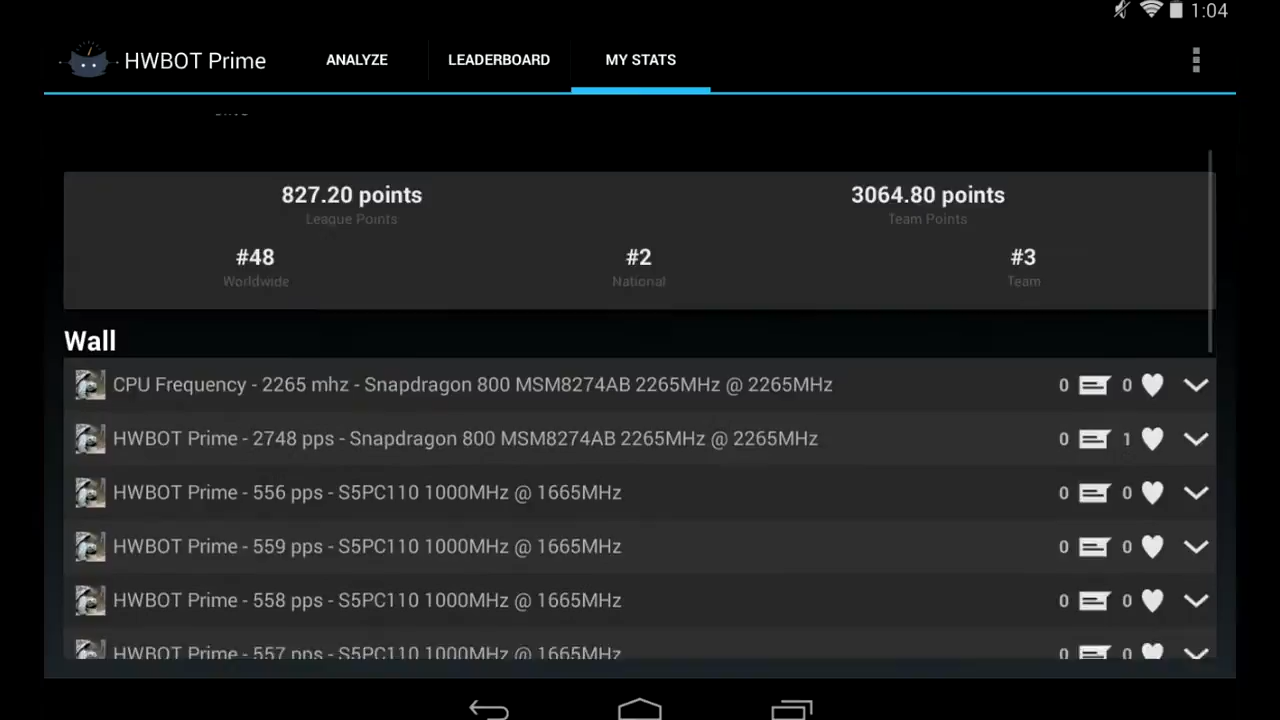 1:04
HWBOT Prime ANALYZE LEADERBOARD MY STATS
827.20 points 3064.80 points
League Points Team Points
#48 #2 #3
Worldwide National Team
Wall
CPU Frequency - 2265 mhz - Snapdragon 800 MSM8274AB 2265MHz @ 2265MHz 0 0
HWBOT Prime - 2748 pps - Snapdragon 800 MSM8274AB 2265MHz @ 2265MHz 0 1
HWBOT Prime - 556 pps - S5PC110 1000MHz @ 1665MHz 0 0
HWBOT Prime - 559 pps - S5PC110 1000MHz @ 1665MHz 0 0
HWBOT Prime - 558 pps - S5PC110 1000MHz @ 1665MHz 0 0
HWBOT Prime - 557 pps - S5PC110 1000MHz @ 1665MHz 0 0